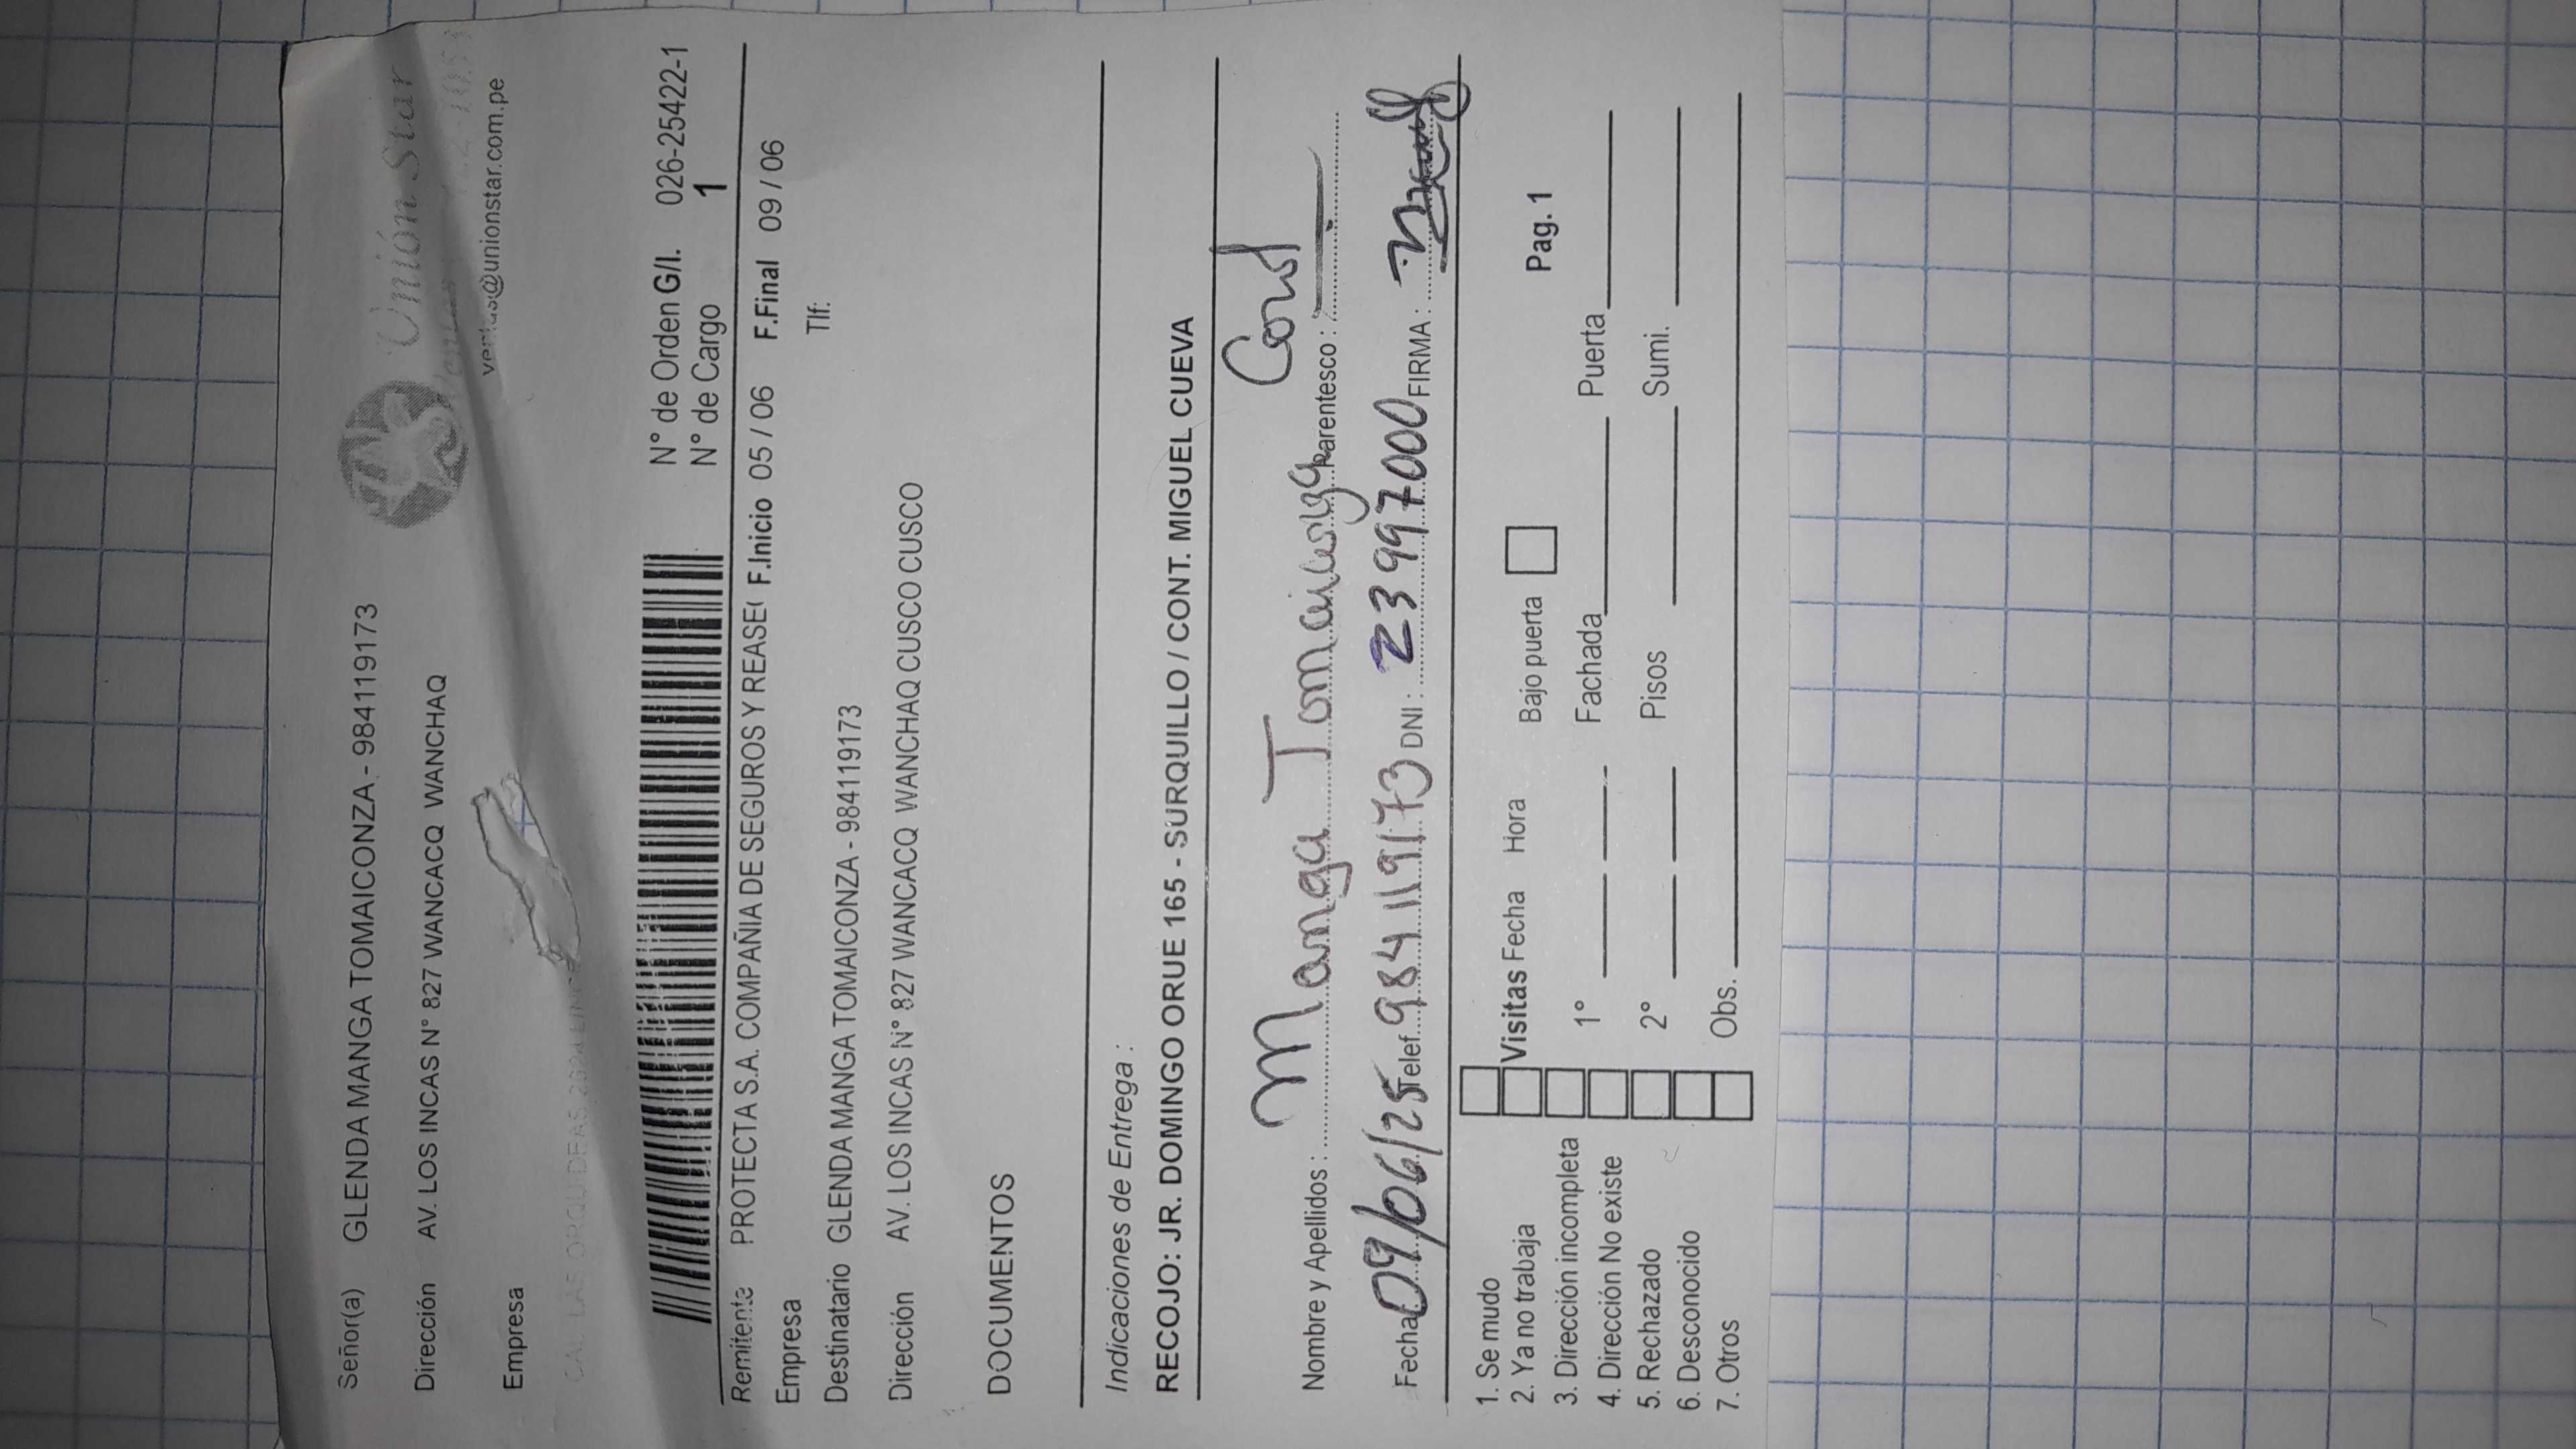 Señor(a) GLENDA MANGA TOMAICONZA - 984119173
Unión Star
Dirección AV. LOS INCAS N° 827 WANCACQ WANCHAQ
ventas@unionstar.com.pe
Empresa
CAL. LAS ORQUIDEAS
N° de Orden G/I. 026-25422-1
N° de Cargo 1
Remitente PROTECTA S.A. COMPAÑIA DE SEGUROS Y REASE( F.Inicio 05 / 06 F.Final 09 / 06
Empresa Tlf:
Destinatario GLENDA MANGA TOMAICONZA - 984119173
Dirección AV. LOS INCAS N° 827 WANCACQ WANCHAQ CUSCO CUSCO
DOCUMENTOS
Indicaciones de Entrega :
RECOJO: JR. DOMINGO ORUE 165 - SURQUILLO / CONT. MIGUEL CUEVA
Nombre y Apellidos : Manga Parentesco :
Fecha 09/06/25 Telef. 984119173 DNI : 23997000 FIRMA :
1. Se mudo
2. Ya no trabaja Visitas Fecha Hora Bajo puerta Pag. 1
3. Dirección incompleta 1° Fachada Puerta
4. Dirección No existe
5. Rechazado 2° Pisos Sumi.
6. Desconocido
7. Otros Obs.